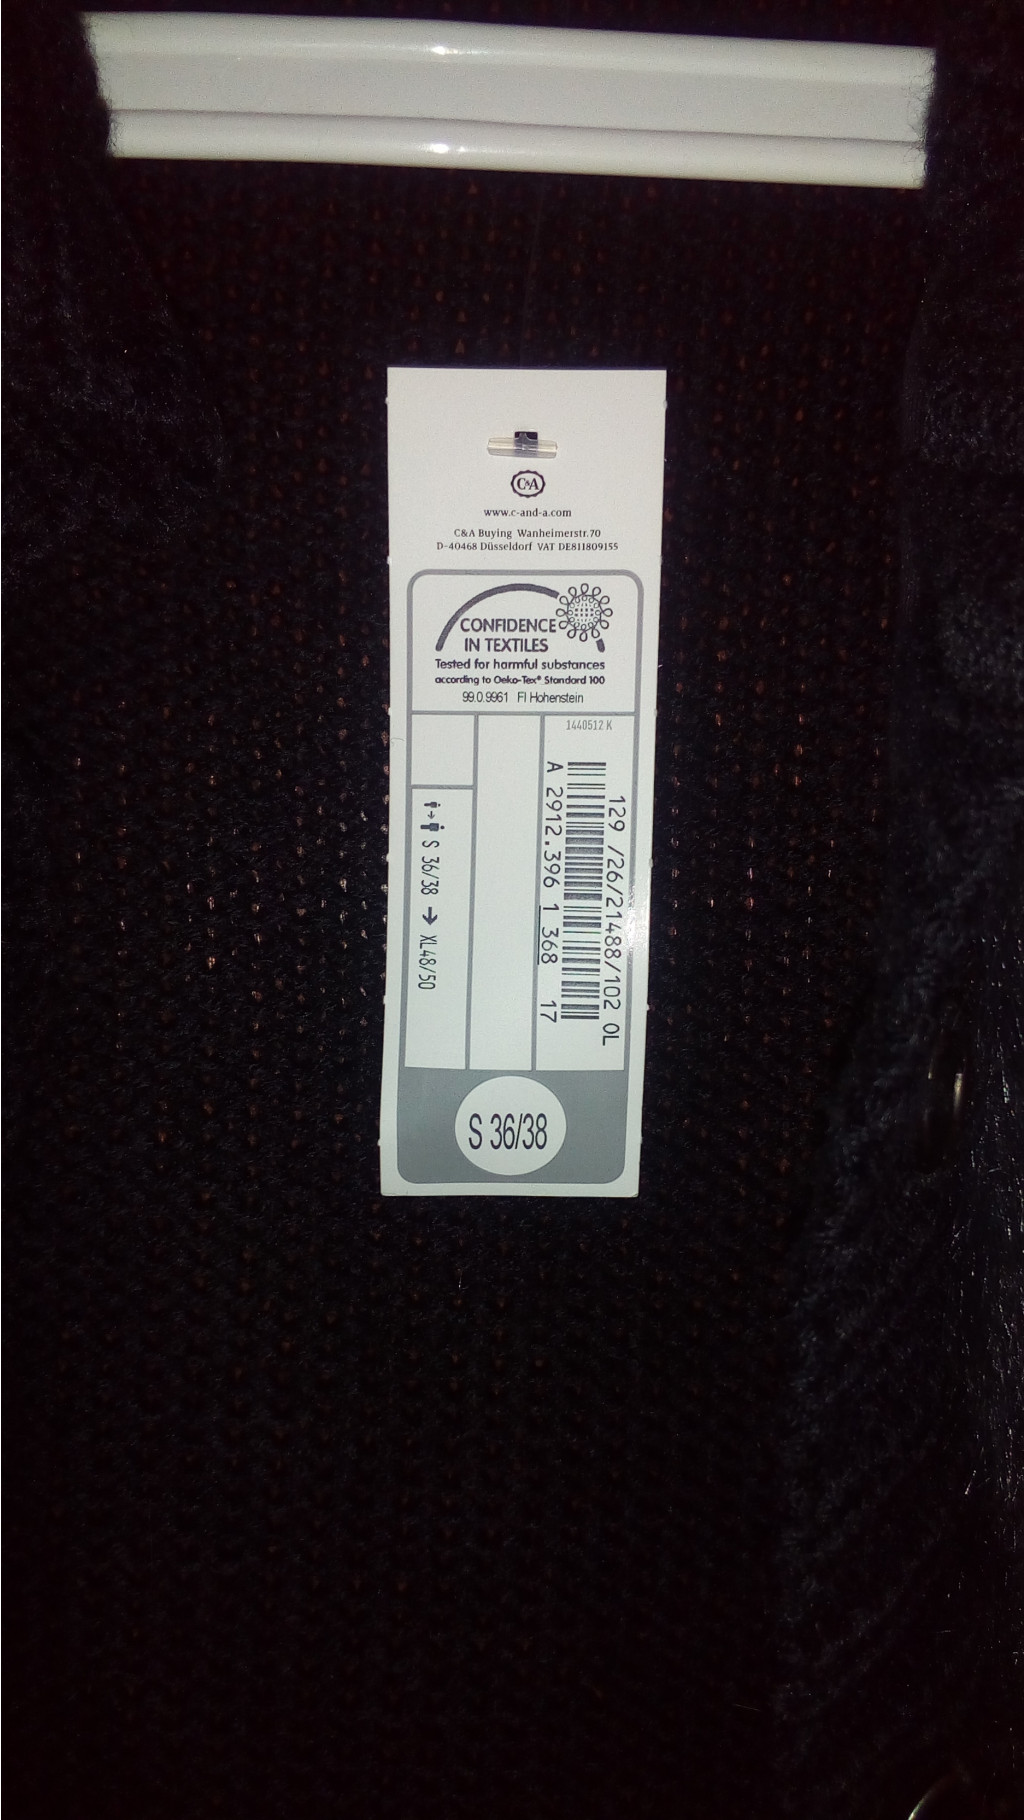 C&A
www.c-and-a.com
C&A Buying Wanheimerstr.70
D-40468 Düsseldorf VAT DE811809155
CONFIDENCE
IN TEXTILES
Tested for harmful substances
according to Oeko-Tex® Standard 100
99.0.9961 FI Hohenstein
1440512 K
129 /26/21488/102 OL
A 2912.396 1 368 17
S 36/38 → XL48/50
S 36/38